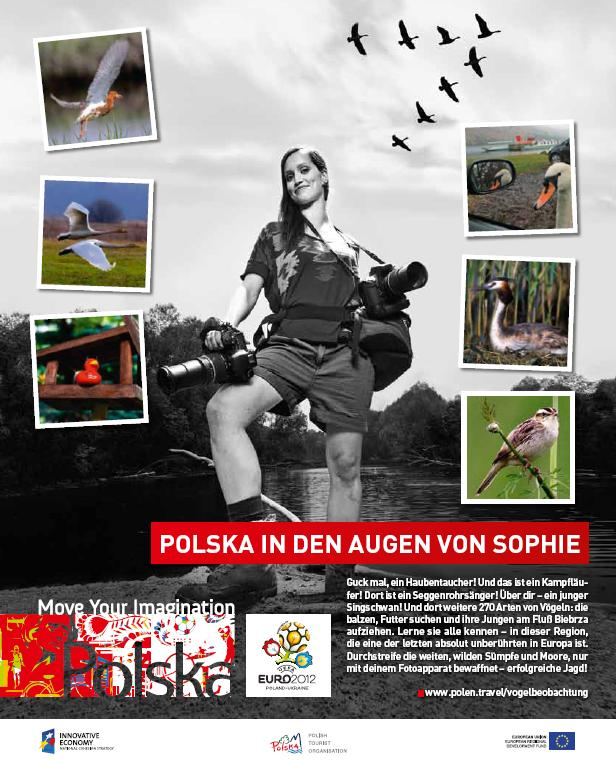 POLSKA IN DEN AUGEN VON SOPHIE
Guck mal, ein Haubentaucher! Und das ist ein Kampfläu-
fer! Dort ist ein Seggenrohrsänger! Über dir – ein junger
Singschwan! Und dort weitere 270 Arten von Vögeln: die
balzen, Futter suchen und ihre Jungen am Fluß Biebrza
aufziehen. Lerne sie alle kennen – in dieser Region,
die eine der letzten absolut unberührten in Europa ist.
Durchstreife die weiten, wilden Sümpfe und Moore, nur
mit deinem Fotoapparat bewaffnet – erfolgreiche Jagd!
www.polen.travel/vogelbeobachtung
Move Your Imagination
Polska
UEFA
EURO2012
POLAND-UKRAINE
INNOVATIVE
ECONOMY
NATIONAL COHESION STRATEGY
Polska
POLISH
TOURIST
ORGANISATION
EUROPEAN UNION
EUROPEAN REGIONAL
DEVELOPMENT FUND